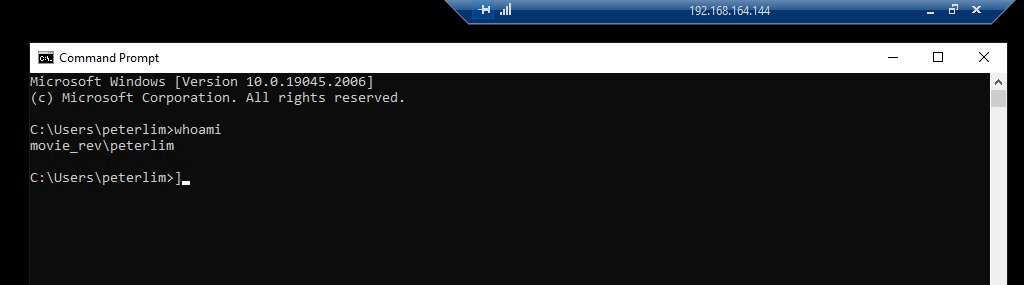 192.168.164.144
Command Prompt
Microsoft Windows [Version 10.0.19045.2006]
(c) Microsoft Corporation. All rights reserved.
C:\Users\peterlim>whoami
movie_rev\peterlim
C:\Users\peterlim>]